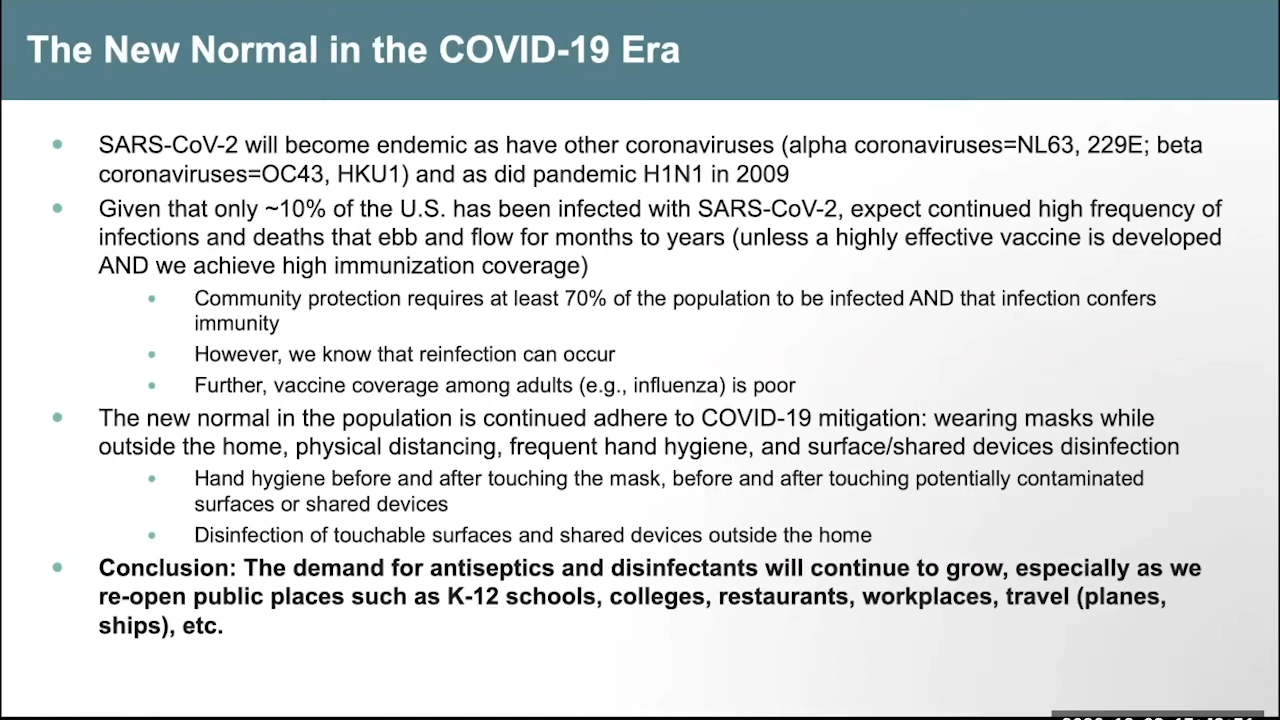 The New Normal in the COVID-19 Era
SARS-CoV-2 will become endemic as have other coronaviruses (alpha coronaviruses=NL63, 229E; beta
coronaviruses=OC43, HKU1) and as did pandemic H1N1 in 2009
Given that only ~10% of the U.S. has been infected with SARS-CoV-2, expect continued high frequency of
infections and deaths that ebb and flow for months to years (unless a highly effective vaccine is developed
AND we achieve high immunization coverage)
Community protection requires at least 70% of the population to be infected AND that infection confers
immunity
However, we know that reinfection can occur
Further, vaccine coverage among adults (e.g., influenza) is poor
The new normal in the population is continued adhere to COVID-19 mitigation: wearing masks while
outside the home, physical distancing, frequent hand hygiene, and surface/shared devices disinfection
Hand hygiene before and after touching the mask, before and after touching potentially contaminated
surfaces or shared devices
Disinfection of touchable surfaces and shared devices outside the home
Conclusion: The demand for antiseptics and disinfectants will continue to grow, especially as we
re-open public places such as K-12 schools, colleges, restaurants, workplaces, travel (planes,
ships), etc.